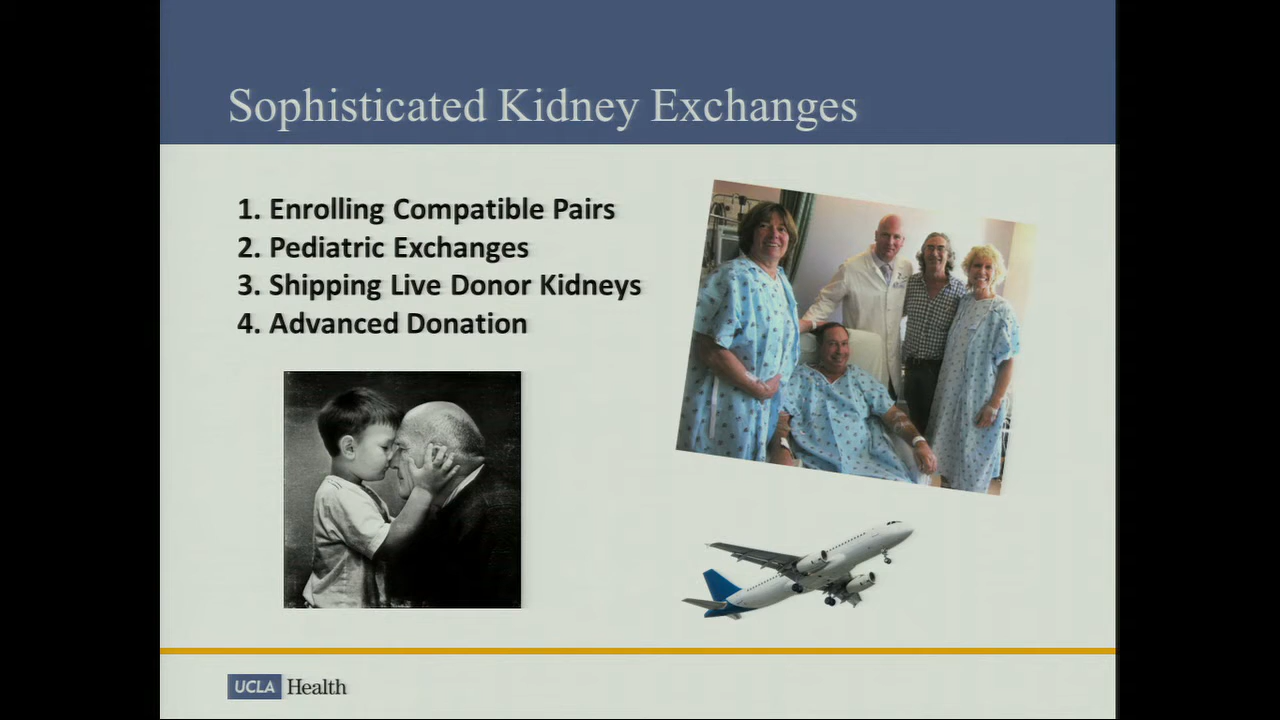 Sophisticated Kidney Exchanges
1. Enrolling Compatible Pairs
2. Pediatric Exchanges
3. Shipping Live Donor Kidneys
4. Advanced Donation
UCLA Health